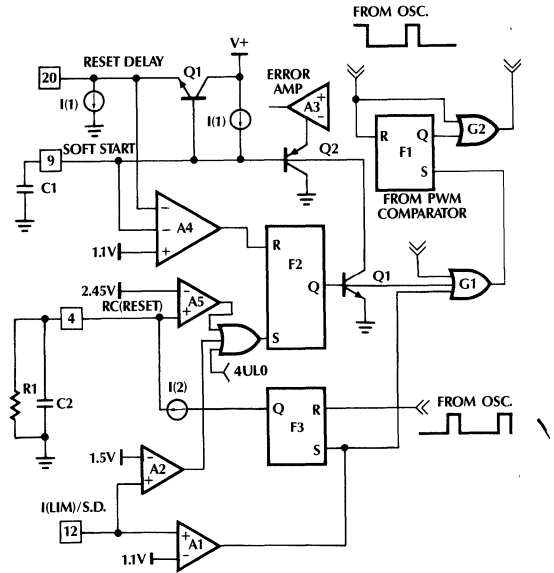 FROM OSC.
V+
RESET DELAY
Q1
20
I(1)
ERROR
AMP
+
A3
−
I(1)
G2
R
Q
F1
S
9
SOFT START
Q2
C1
−
−
A4
+
1.1V
FROM PWM
COMPARATOR
R
F2
Q
S
Q1
G1
2.45V
−
A5
+
RC(RESET)
4
4UL0
R1
C2
I(2)
Q
R
F3
S
FROM OSC.
1.5V
−
A2
+
I(LIM)/S.D.
12
+
A1
1.1V
−